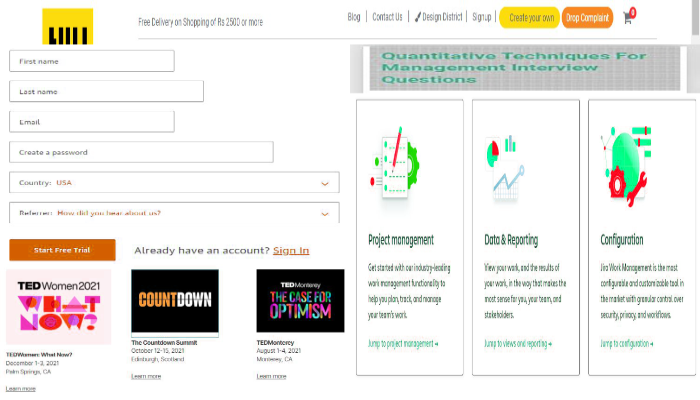 Free Delivery on Shopping of Rs 2500 or more
Blog
Contact Us
Design District
Signup
Create your own
Drop Complaint
0
First name
Last name
Email
Create a password
Country: USA
Referrer: How did you hear about us?
Start Free Trial
Already have an account? Sign In
Quantitative Techniques For
Management Interview
Questions
TEDWomen2021
WHAT
NOW?
TEDWomen: What Now?
December 1-3, 2021
Palm Springs, CA
Learn more
COUNTDOWN
The Countdown Summit
October 12-15, 2021
Edinburgh, Scotland
Learn more
TEDMonterey
THE CASE FOR
OPTIMISM
TEDMonterey
August 1-4, 2021
Monterey, CA
Learn more
Project management
Get started with our industry-leading
work management functionality to
help you plan, track, and manage
your team's work.
Jump to project management →
Data & Reporting
View your work, and the results of
your work, in the way that makes the
most sense for you, your team, and
stakeholders.
Jump to views and reporting →
Configuration
Jira Work Management is the most
configurable and customizable tool in
the market with granular control over
security, privacy, and workflows.
Jump to configuration →